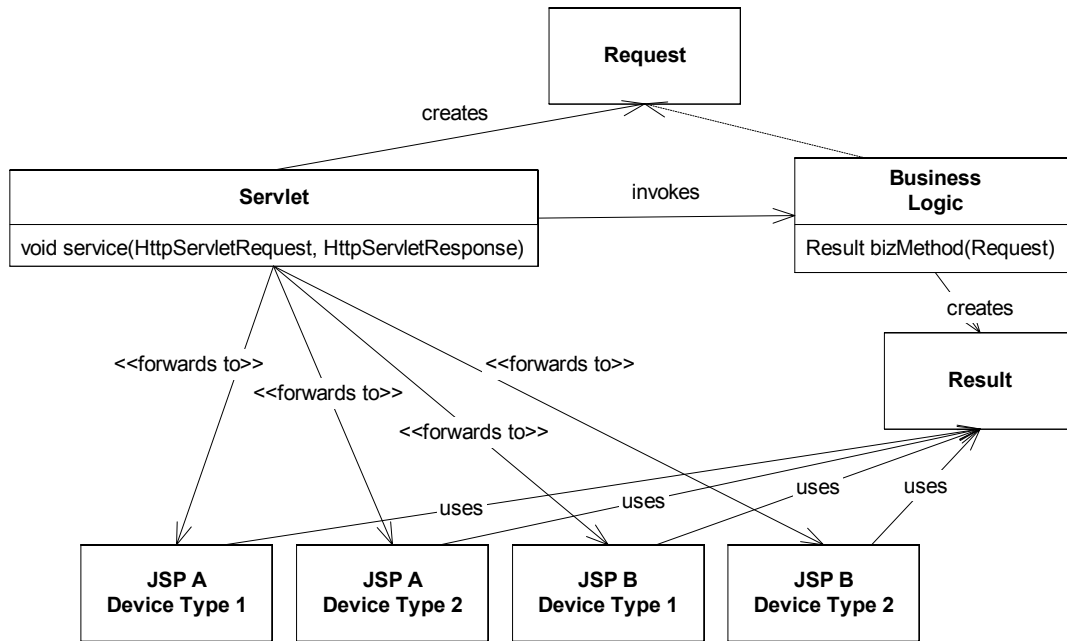 Request
creates
Servlet
void service(HttpServletRequest, HttpServletResponse)
invokes
Business
Logic
Result bizMethod(Request)
creates
Result
<<forwards to>>
<<forwards to>>
<<forwards to>>
<<forwards to>>
uses
uses
uses
uses
JSP A
Device Type 1
JSP A
Device Type 2
JSP B
Device Type 1
JSP B
Device Type 2